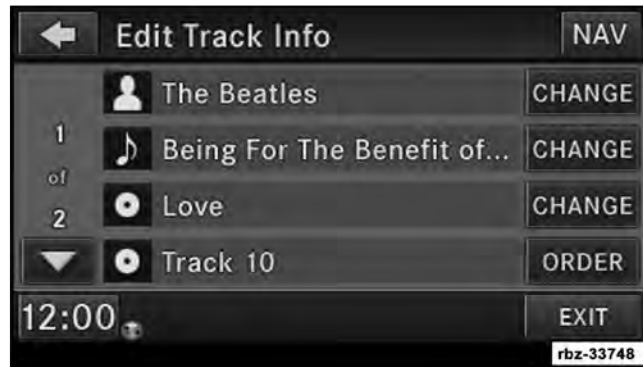 Edit Track Info NAV
The Beatles CHANGE
1
of
2
Being For The Benefit of... CHANGE
Love CHANGE
Track 10 ORDER
12:00 EXIT
rbz-33748